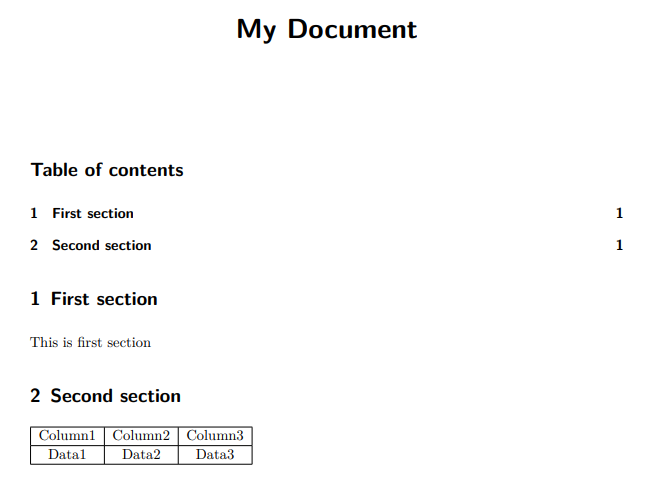 My Document
Table of contents
1 First section 1
2 Second section 1
1 First section
This is first section
2 Second section
Column1 Column2 Column3
Data1 Data2 Data3